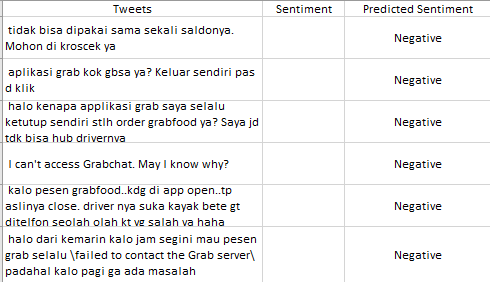 Tweets Sentiment Predicted Sentiment
tidak bisa dipakai sama sekali saldonya.
Mohon di kroscek ya
Negative
aplikasi grab kok gbsa ya? Keluar sendiri pas
d klik
Negative
halo kenapa applikasi grab saya selalu
ketutup sendiri stlh order grabfood ya? Saya jd
tdk bisa hub drivernya
Negative
I can't access Grabchat. May I know why?
Negative
kalo pesen grabfood..kdg di app open..tp
aslinya close. driver nya suka kayak bete gt
ditelfon seolah olah kt yg salah ya haha
Negative
halo dari kemarin kalo jam segini mau pesen
grab selalu \failed to contact the Grab server\
padahal kalo pagi ga ada masalah
Negative